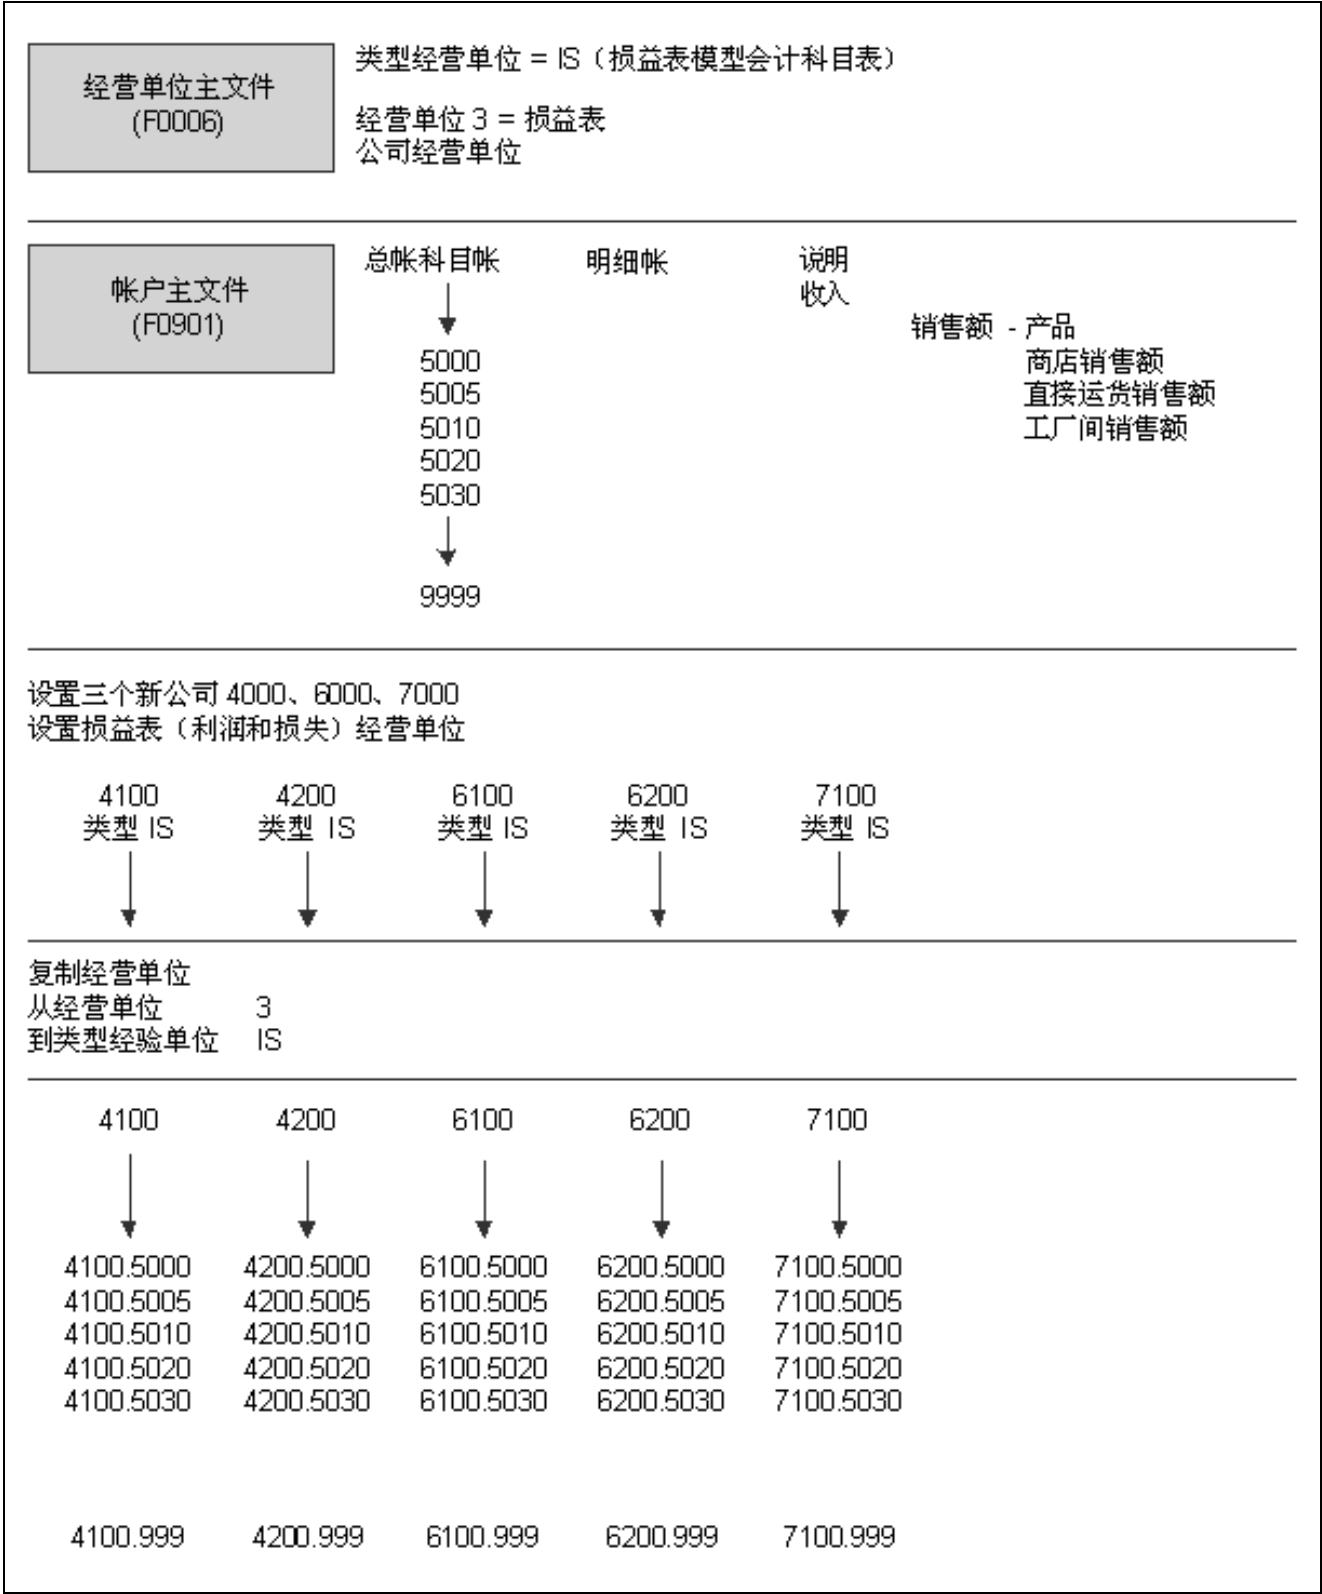 经营单位主文件
(F0006)
类型经营单位 = IS（损益表模型会计科目表）
经营单位 3 = 损益表
公司经营单位
帐户主文件
(F0901)
总帐科目帐 明细帐 说明
收入
销售额 - 产品
5000 商店销售额
5005 直接运货销售额
5010 工厂间销售额
5020
5030
9999
设置三个新公司 4000、6000、7000
设置损益表（利润和损失）经营单位
4100 4200 6100 6200 7100
类型 IS 类型 IS 类型 IS 类型 IS 类型 IS
复制经营单位
从经营单位 3
到类型经验单位 IS
4100 4200 6100 6200 7100
4100.5000 4200.5000 6100.5000 6200.5000 7100.5000
4100.5005 4200.5005 6100.5005 6200.5005 7100.5005
4100.5010 4200.5010 6100.5010 6200.5010 7100.5010
4100.5020 4200.5020 6100.5020 6200.5020 7100.5020
4100.5030 4200.5030 6100.5030 6200.5030 7100.5030
4100.999 4200.999 6100.999 6200.999 7100.999